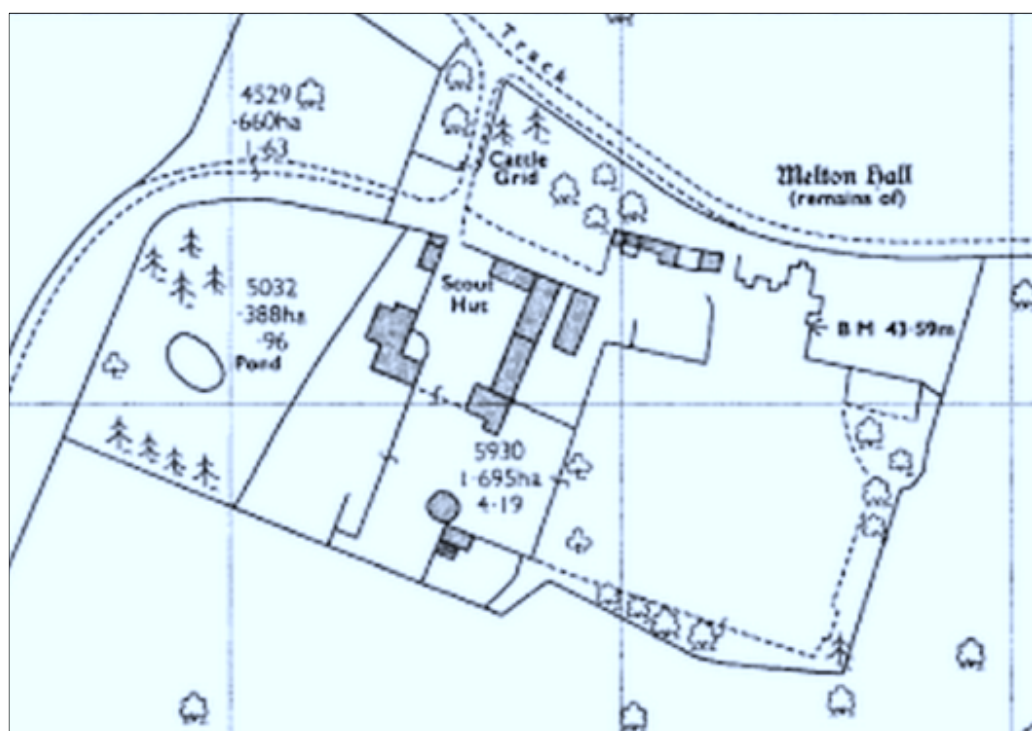 Track
4529
·660ha
1·63
Cattle
Grid
Melton Hall
(remains of)
5032
·388ha
·96
Pond
Scout
Hut
B M 43·59m
5930
1·695ha
4·19